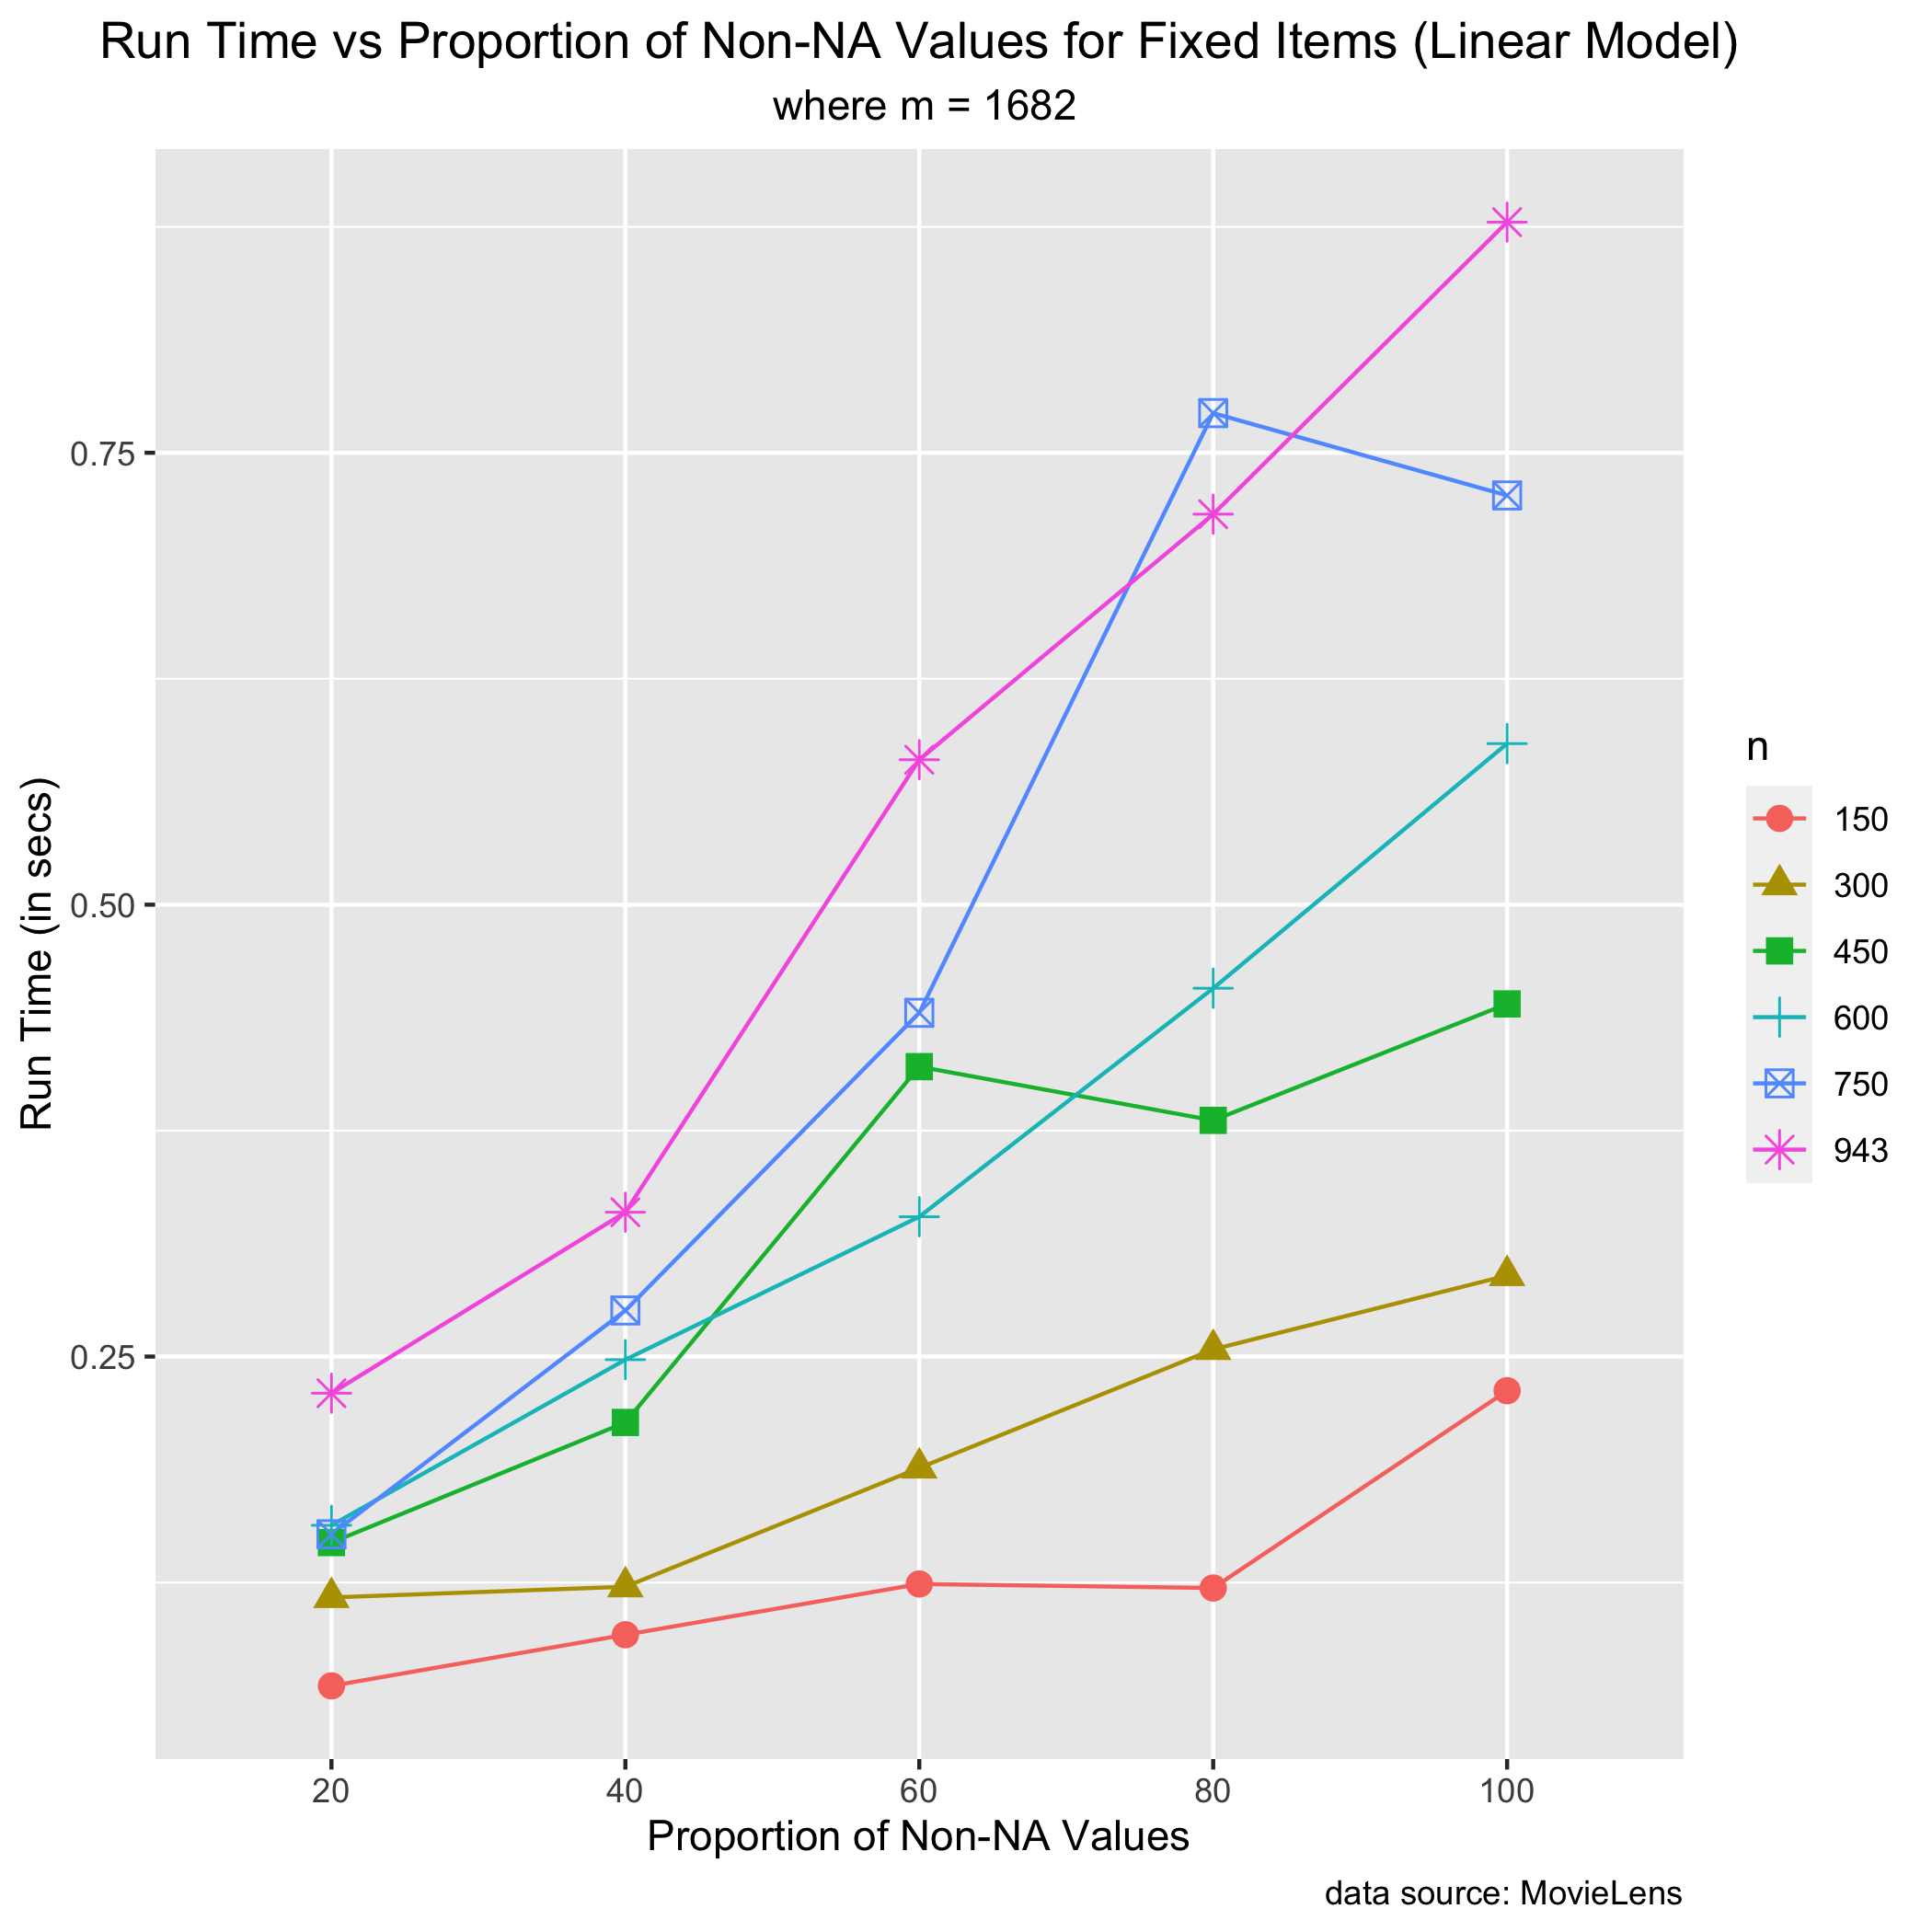 Run Time vs Proportion of Non-NA Values for Fixed Items (Linear Model)
where m = 1682
Run Time (in secs)
0.75
0.50
0.25
20 40 60 80 100
Proportion of Non-NA Values
n
150
300
450
600
750
943
data source: MovieLens